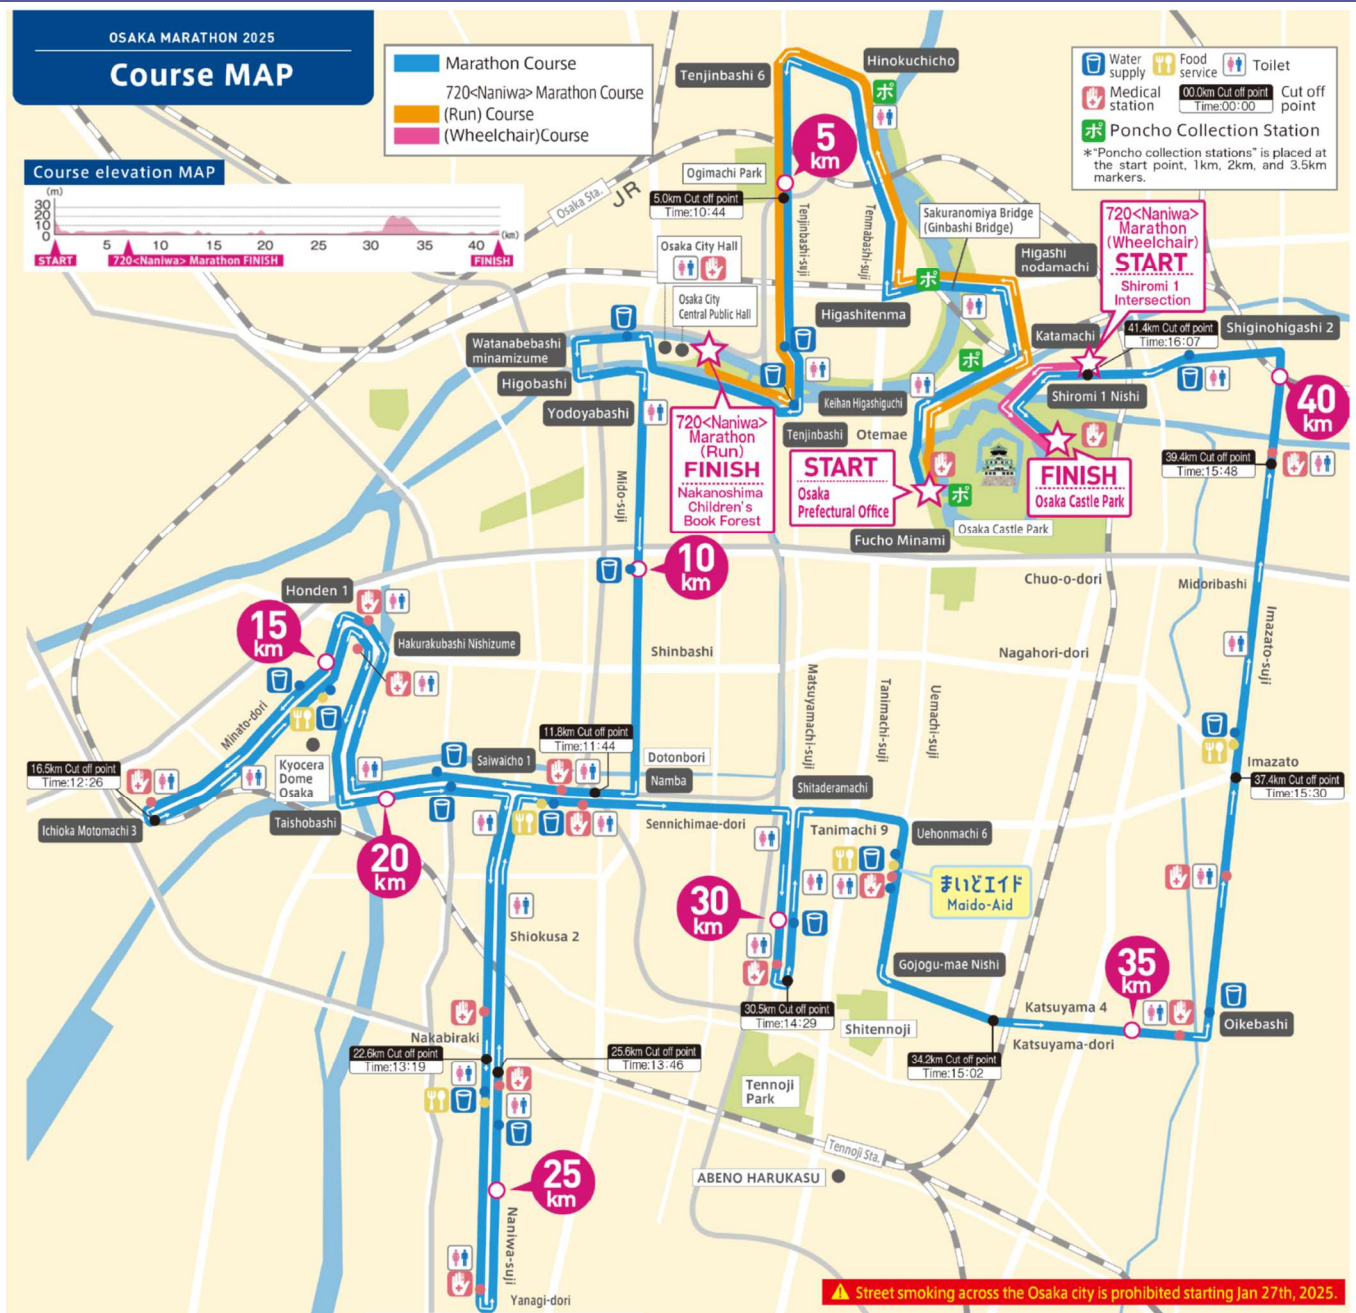 OSAKA MARATHON 2025
Course MAP
Marathon Course
720<Naniwa> Marathon Course
(Run) Course
(Wheelchair)Course
Water supply
Food service
Toilet
Medical station
00.0km Cut off point
Time:00:00
Cut off point
ポ Poncho Collection Station
*"Poncho collection stations" is placed at
the start point, 1km, 2km, and 3.5km
markers.
Course elevation MAP
(m)
30
20
10
0
5
10
15
20
25
30
35
40
42
(km)
START
720<Naniwa> Marathon FINISH
FINISH
Tenjinbashi 6
Hinokuchicho
ポ
5
km
Ogimachi Park
5.0km Cut off point
Time:10:44
Osaka Sta.
JR
Tenjinbashi-suji
Tenmabashi-suji
Sakuranomiya Bridge
(Ginbashi Bridge)
720<Naniwa>
Marathon
(Wheelchair)
START
Shiromi 1
Intersection
Osaka City Hall
Osaka City
Central Public Hall
Higashi
nodamachi
ポ
Higashitenma
Katamachi
41.4km Cut off point
Time:16:07
Shiginohigashi 2
Watanabebashi
minamizume
Higobashi
Yodoyabashi
ポ
Keihan Higashiguchi
Shiromi 1 Nishi
40
km
720<Naniwa>
Marathon
(Run)
FINISH
Nakanoshima
Children's
Book Forest
Tenjinbashi
Otemae
START
Osaka
Prefectural Office
ポ
FINISH
Osaka Castle Park
39.4km Cut off point
Time:15:48
Osaka Castle Park
Fucho Minami
Mido-suji
10
km
Chuo-o-dori
Midoribashi
Honden 1
15
km
Hakurakubashi Nishizume
Shinbashi
Nagahori-dori
Imazato-suji
Minato-dori
Matsuyamachi-suji
Tanimachi-suji
Uemachi-suji
11.8km Cut off point
Time:11:44
Dotonbori
Saiwaicho 1
Namba
Imazato
16.5km Cut off point
Time:12:26
Kyocera
Dome
Osaka
37.4km Cut off point
Time:15:30
Ichioka Motomachi 3
Taishobashi
Sennichimae-dori
Shitaderamachi
Tanimachi 9
Uehonmachi 6
20
km
まいどエイド
Maido-Aid
30
km
Shiokusa 2
Gojogu-mae Nishi
35
km
Katsuyama 4
30.5km Cut off point
Time:14:29
Shitennoji
Katsuyama-dori
Oikebashi
Nakabiraki
22.6km Cut off point
Time:13:19
25.6km Cut off point
Time:13:46
34.2km Cut off point
Time:15:02
Tennoji
Park
Tennoji Sta.
25
km
ABENO HARUKASU
Naniwa-suji
Yanagi-dori
Street smoking across the Osaka city is prohibited starting Jan 27th, 2025.